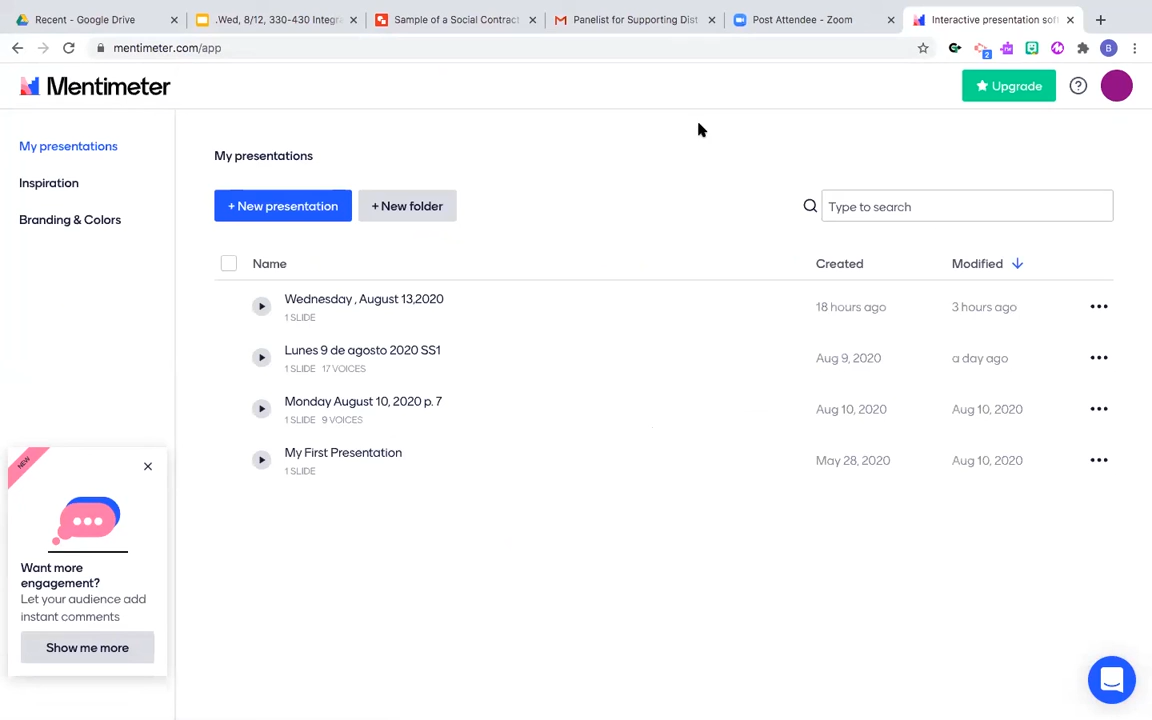 Recent - Google Drive
.Wed, 8/12, 330-430 Integr
Sample of a Social Contract
Panelist for Supporting Dist
Post Attendee - Zoom
Interactive presentation sof
mentimeter.com/app
2
B
Mentimeter
Upgrade
My presentations
Inspiration
Branding & Colors
My presentations
+ New presentation
+ New folder
Type to search
Name
Created
Modified
Wednesday , August 13,2020
1 SLIDE
18 hours ago
3 hours ago
Lunes 9 de agosto 2020 SS1
1 SLIDE 17 VOICES
Aug 9, 2020
a day ago
Monday August 10, 2020 p. 7
1 SLIDE 9 VOICES
Aug 10, 2020
Aug 10, 2020
My First Presentation
1 SLIDE
May 28, 2020
Aug 10, 2020
NEW
Want more
engagement?
Let your audience add
instant comments
Show me more